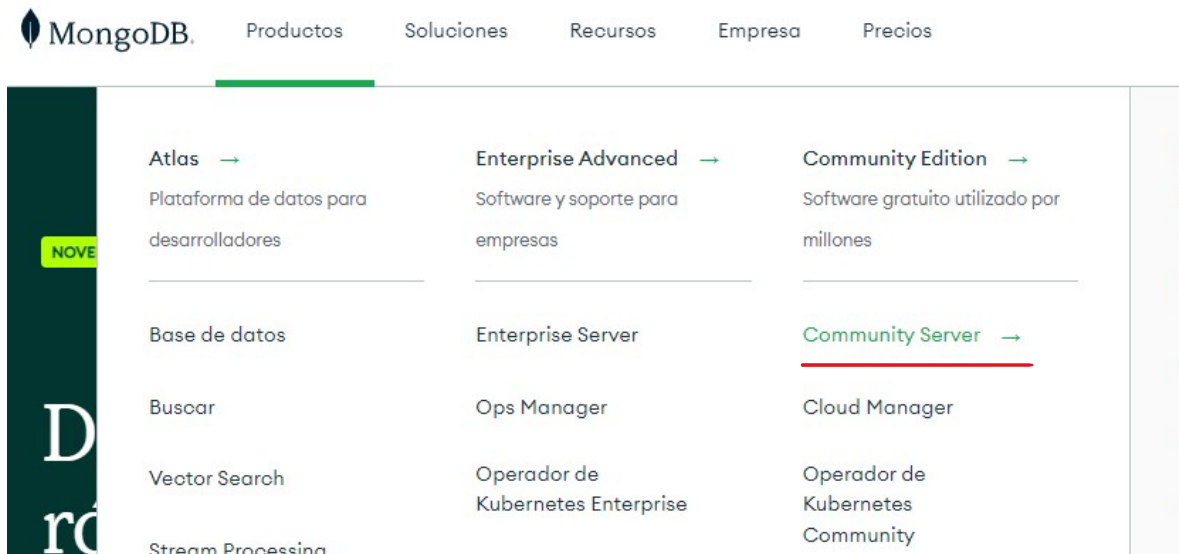 MongoDB.
Productos
Soluciones
Recursos
Empresa
Precios
NOVE
D
ró
Atlas →
Plataforma de datos para
desarrolladores
Base de datos
Buscar
Vector Search
Stream Processing
Enterprise Advanced →
Software y soporte para
empresas
Enterprise Server
Ops Manager
Operador de
Kubernetes Enterprise
Community Edition →
Software gratuito utilizado por
millones
Community Server →
Cloud Manager
Operador de
Kubernetes
Community